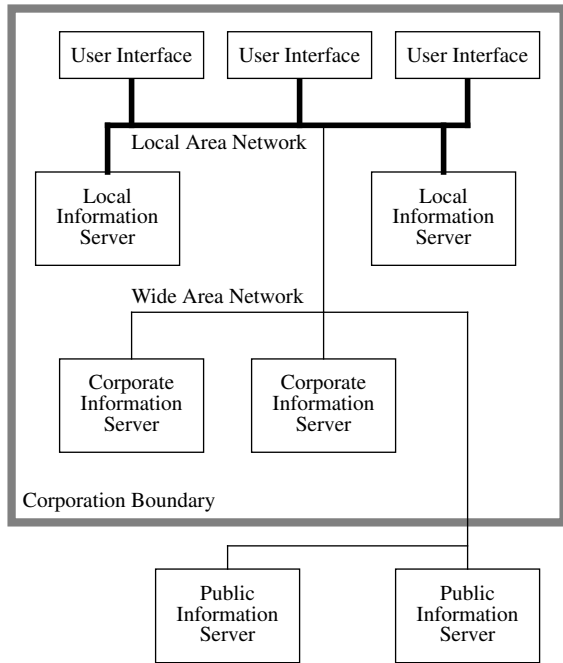 User Interface
User Interface
User Interface
Local Area Network
Local
Information
Server
Local
Information
Server
Wide Area Network
Corporate
Information
Server
Corporate
Information
Server
Corporation Boundary
Public
Information
Server
Public
Information
Server